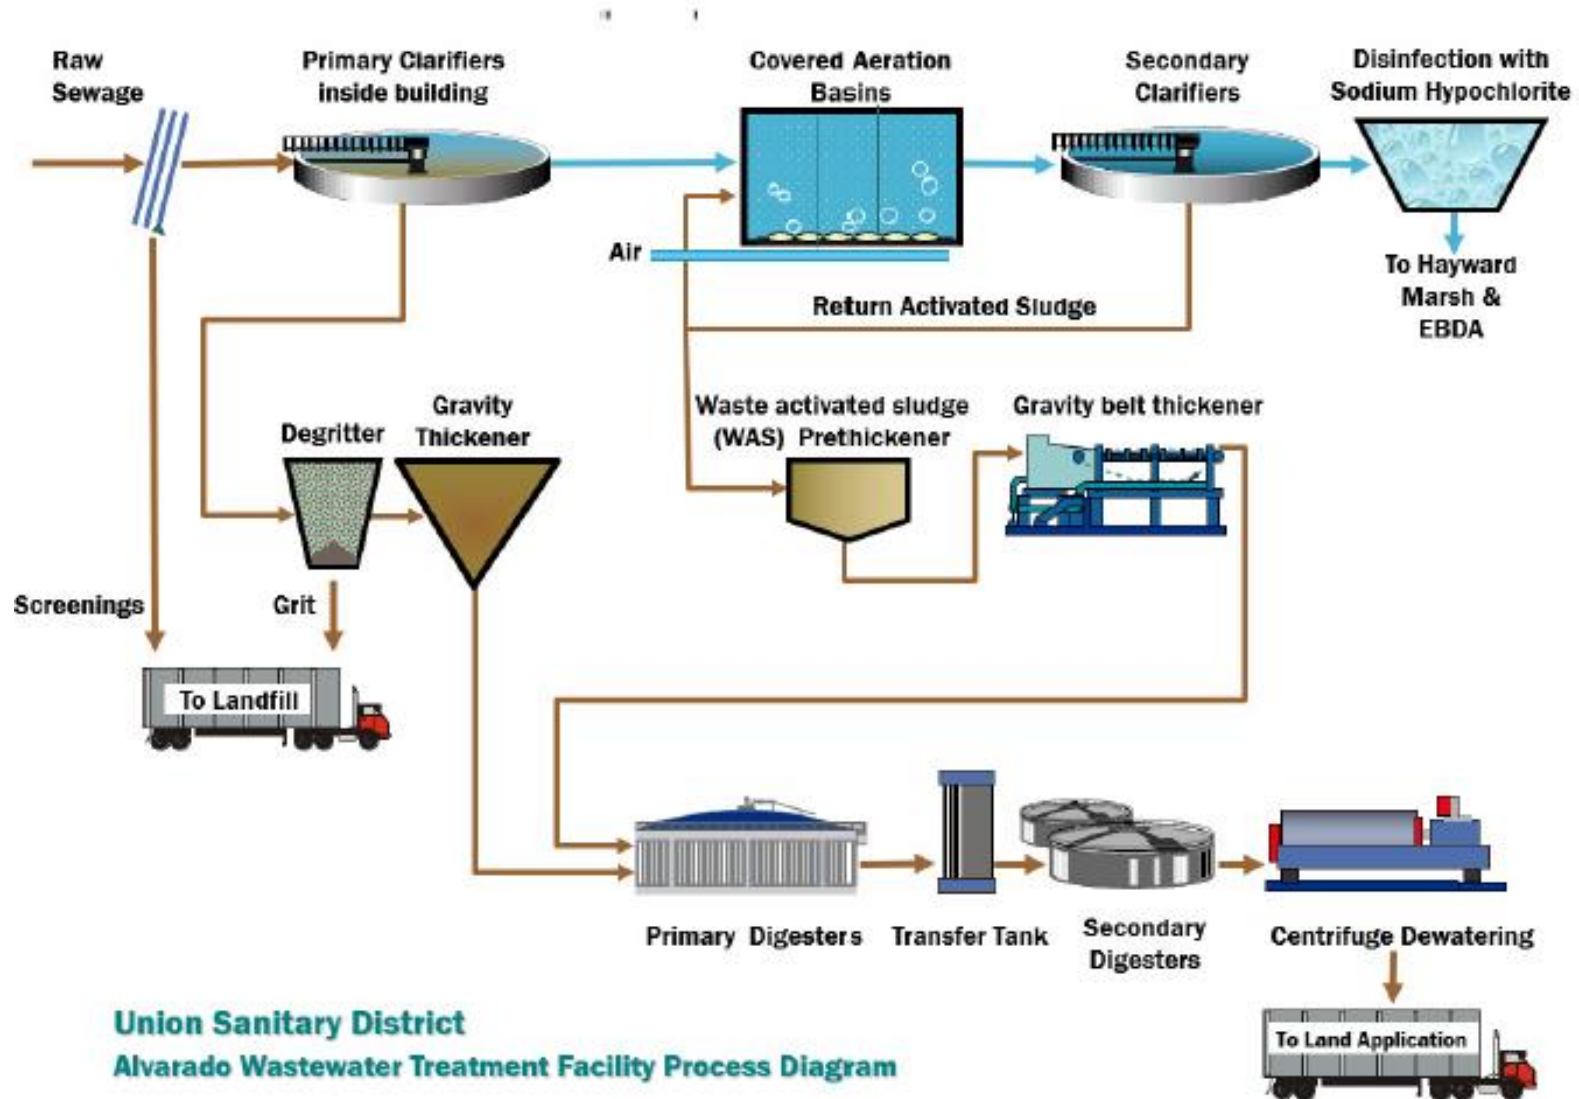 Raw
Sewage
Primary Clarifiers
inside building
Covered Aeration
Basins
Secondary
Clarifiers
Disinfection with
Sodium Hypochlorite
Air
To Hayward
Marsh &
EBDA
Return Activated Sludge
Degritter
Gravity
Thickener
Waste activated sludge
(WAS) Prethickener
Gravity belt thickener
Screenings
Grit
To Landfill
Primary Digesters
Transfer Tank
Secondary
Digesters
Centrifuge Dewatering
To Land Application
Union Sanitary District
Alvarado Wastewater Treatment Facility Process Diagram